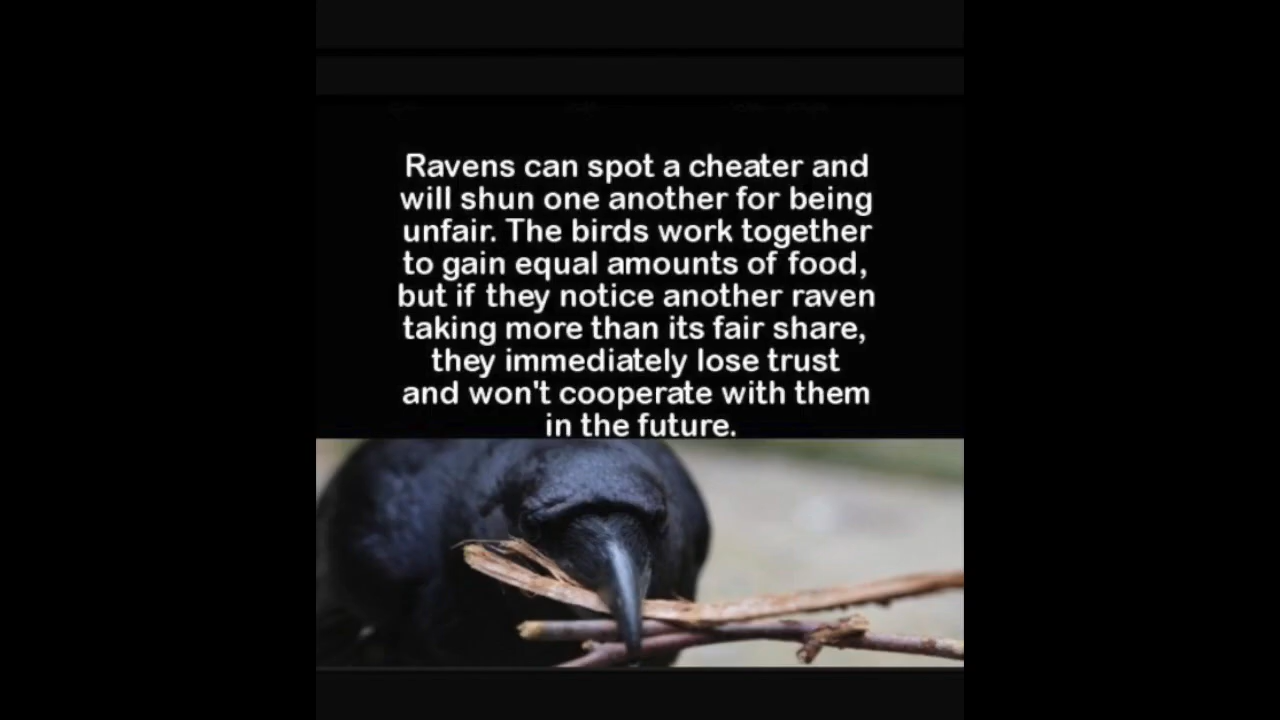 Ravens can spot a cheater and
will shun one another for being
unfair. The birds work together
to gain equal amounts of food,
but if they notice another raven
taking more than its fair share,
they immediately lose trust
and won't cooperate with them
in the future.